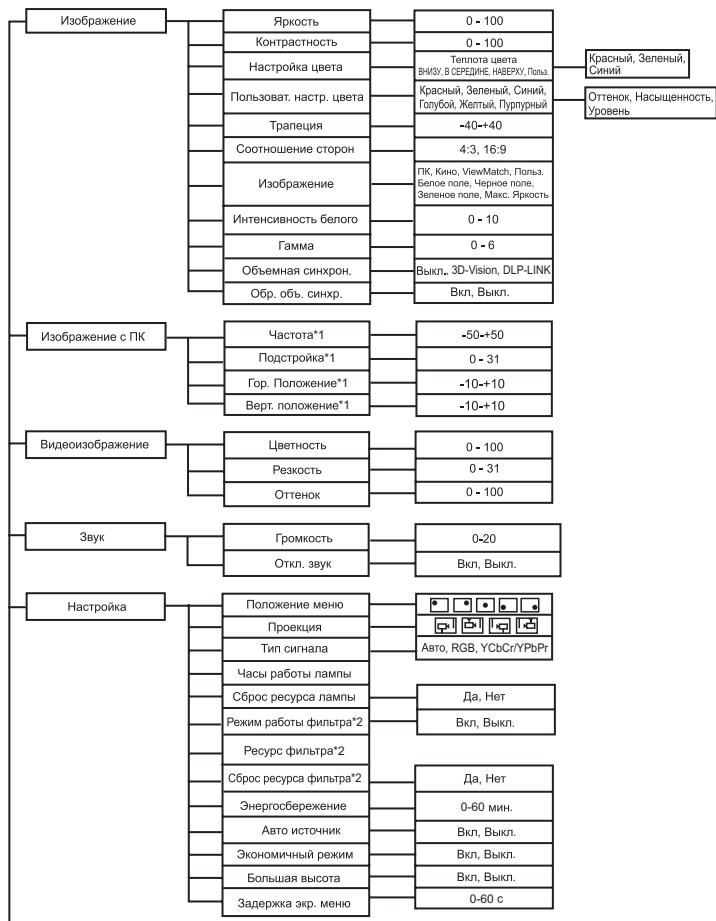 Изображение
Яркость
0 - 100
Контрастность
0 - 100
Настройка цвета
Теплота цвета
ВНИЗУ, В СЕРЕДИНЕ, НАВЕРХУ, Польз.
Красный, Зеленый,
Синий
Пользоват. настр. цвета
Красный, Зеленый, Синий,
Голубой, Желтый, Пурпурный
Оттенок, Насыщенность,
Уровень
Трапеция
-40-+40
Соотношение сторон
4:3, 16:9
Изображение
ПК, Кино, ViewMatch, Польз.
Белое поле, Черное поле,
Зеленое поле, Макс. Яркость
Интенсивность белого
0 - 10
Гамма
0 - 6
Объемная синхрон.
Выкл., 3D-Vision, DLP-LINK
Обр. об. синхр.
Вкл, Выкл.
Изображение с ПК
Частота*1
-50-+50
Подстройка*1
0 - 31
Гор. Положение*1
-10-+10
Верт. положение*1
-10-+10
Видеоизображение
Цветность
0 - 100
Резкость
0 - 31
Оттенок
0 - 100
Звук
Громкость
0-20
Откл. звук
Вкл, Выкл.
Настройка
Положение меню
Проекция
Тип сигнала
Авто, RGB, YCbCr/YPbPr
Часы работы лампы
Сброс ресурса лампы
Да, Нет
Режим работы фильтра*2
Вкл, Выкл.
Ресурс фильтра*2
Сброс ресурса фильтра*2
Да, Нет
Энергосбережение
0-60 мин.
Авто источник
Вкл, Выкл.
Экономичный режим
Вкл, Выкл.
Большая высота
Вкл, Выкл.
Задержка экр. меню
0-60 с